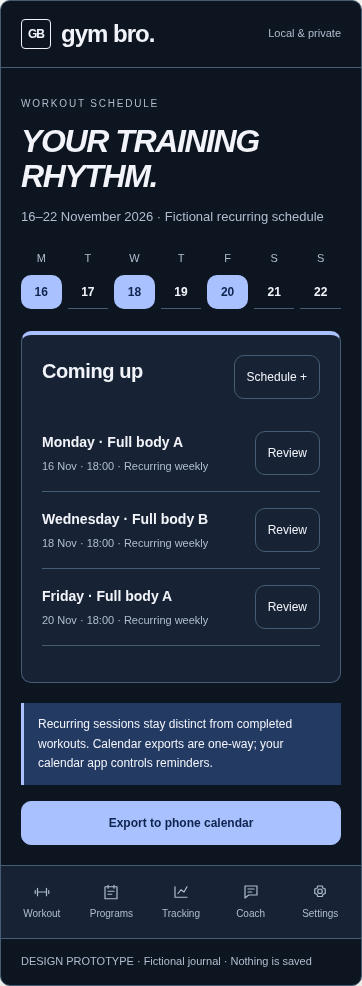 GB gym bro. Local & private
WORKOUT SCHEDULE
YOUR TRAINING
RHYTHM.
16–22 November 2026 · Fictional recurring schedule
M T W T F S S
16 17 18 19 20 21 22
Coming up
Schedule +
Monday · Full body A
16 Nov · 18:00 · Recurring weekly
Review
Wednesday · Full body B
18 Nov · 18:00 · Recurring weekly
Review
Friday · Full body A
20 Nov · 18:00 · Recurring weekly
Review
Recurring sessions stay distinct from completed
workouts. Calendar exports are one-way; your
calendar app controls reminders.
Export to phone calendar
Workout Programs Tracking Coach Settings
DESIGN PROTOTYPE · Fictional journal · Nothing is saved